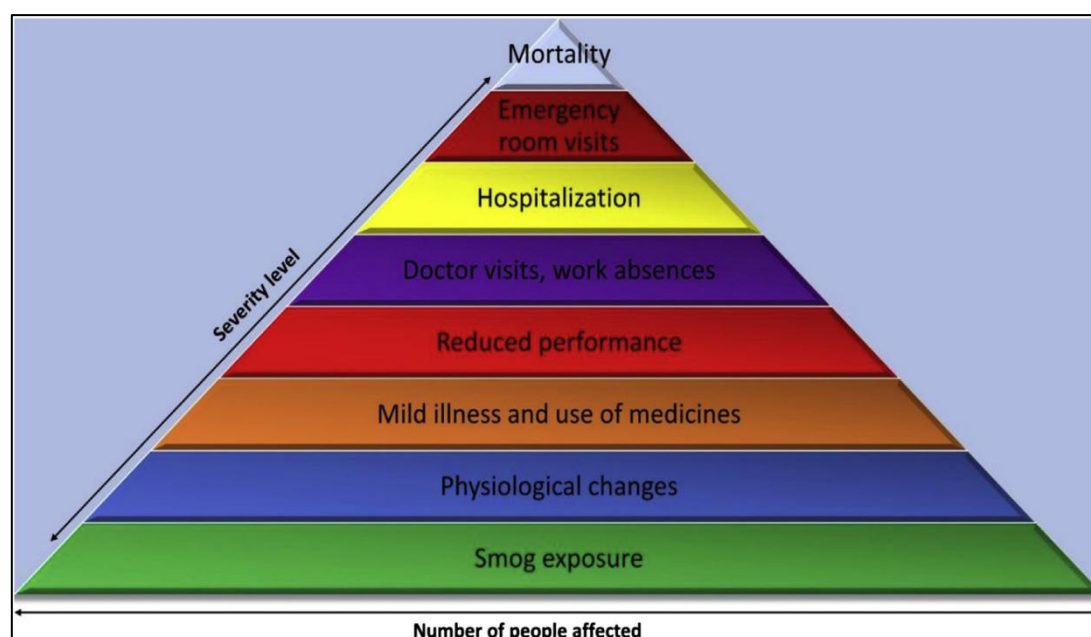 Mortality
Emergency
room visits
Hospitalization
Doctor visits, work absences
Severity level
Reduced performance
Mild illness and use of medicines
Physiological changes
Smog exposure
Number of people affected